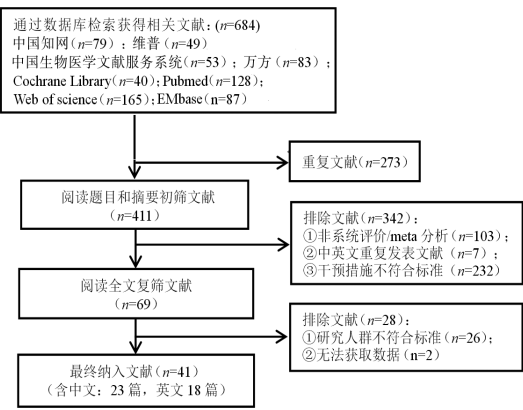 通过数据库检索获得相关文献:(n=684)
中国知网(n=79)；维普(n=49)
中国生物医学文献服务系统(n=53)；万方(n=83)；
Cochrane Library(n=40);Pubmed(n=128);
Web of science(n=165);EMbase(n=87)
重复文献(n=273)
阅读题目和摘要初筛文献
(n=411)
排除文献(n=342)：
①非系统评价/meta 分析(n=103)；
②中英文重复发表文献(n=7)；
③干预措施不符合标准(n=232)
阅读全文复筛文献
(n=69)
排除文献(n=28)：
①研究人群不符合标准(n=26)；
②无法获取数据(n=2)
最终纳入文献(n=41)
(含中文：23 篇，英文 18 篇)